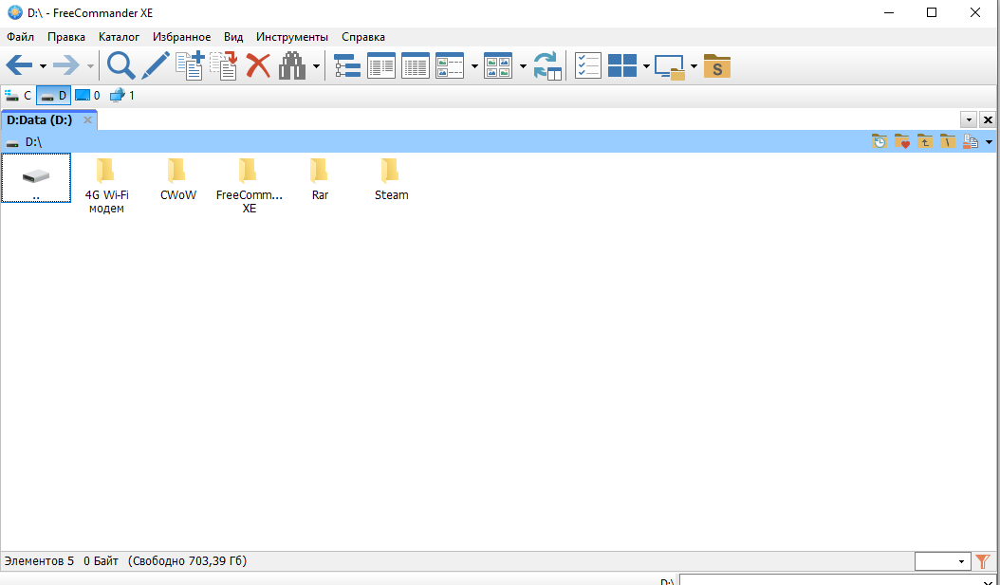 D:\ - FreeCommander XE
Файл Правка Каталог Избранное Вид Инструменты Справка
S
C D 0 1
D:Data (D:)
D:\
..
4G Wi-Fi модем
CWoW
FreeComm... XE
Rar
Steam
Элементов 5 0 Байт (Свободно 703,39 Гб)
D:\